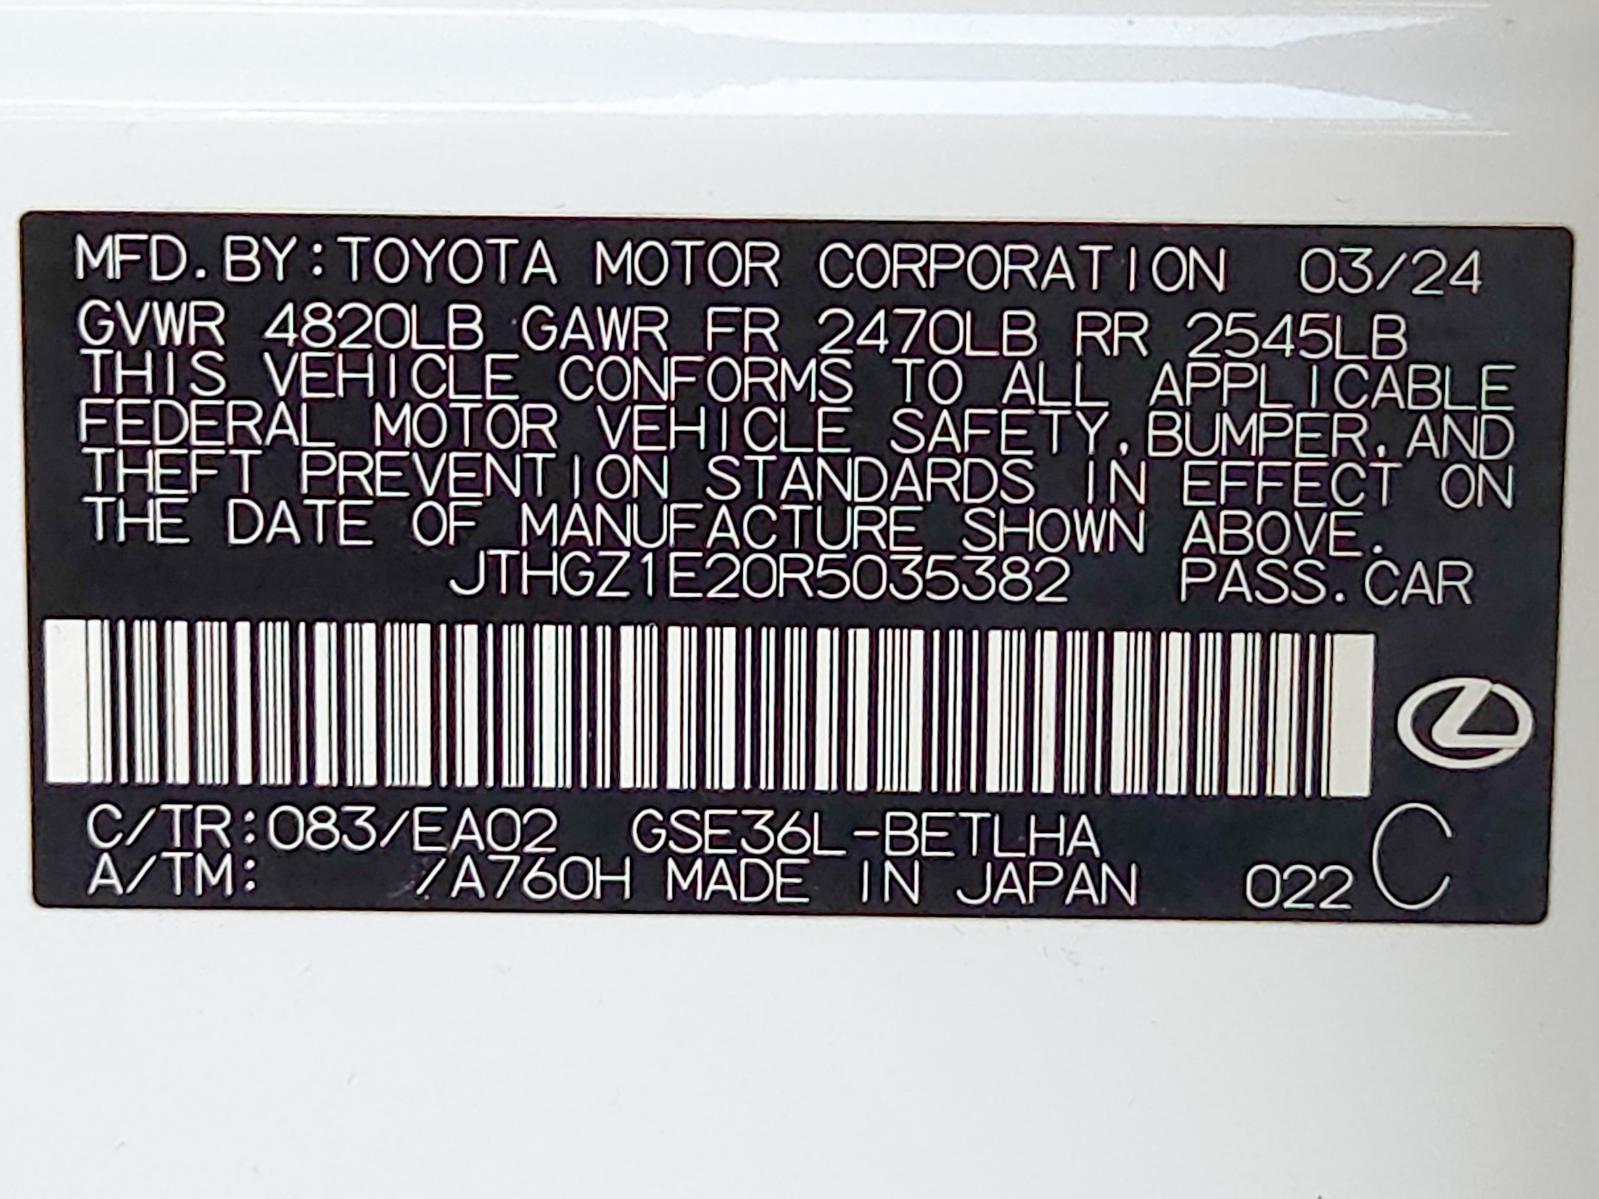 MFD. BY: TOYOTA MOTOR CORPORATION 03/24
GVWR 4820LB GAWR FR 2470LB RR 2545LB
THIS VEHICLE CONFORMS TO ALL APPLICABLE
FEDERAL MOTOR VEHICLE SAFETY, BUMPER, AND
THEFT PREVENTION STANDARDS IN EFFECT ON
THE DATE OF MANUFACTURE SHOWN ABOVE.
JTHGZ1E20R5035382 PASS. CAR
C/TR: 083/EA02 GSE36L-BETLHA
A/TM: /A760H MADE IN JAPAN 022 C